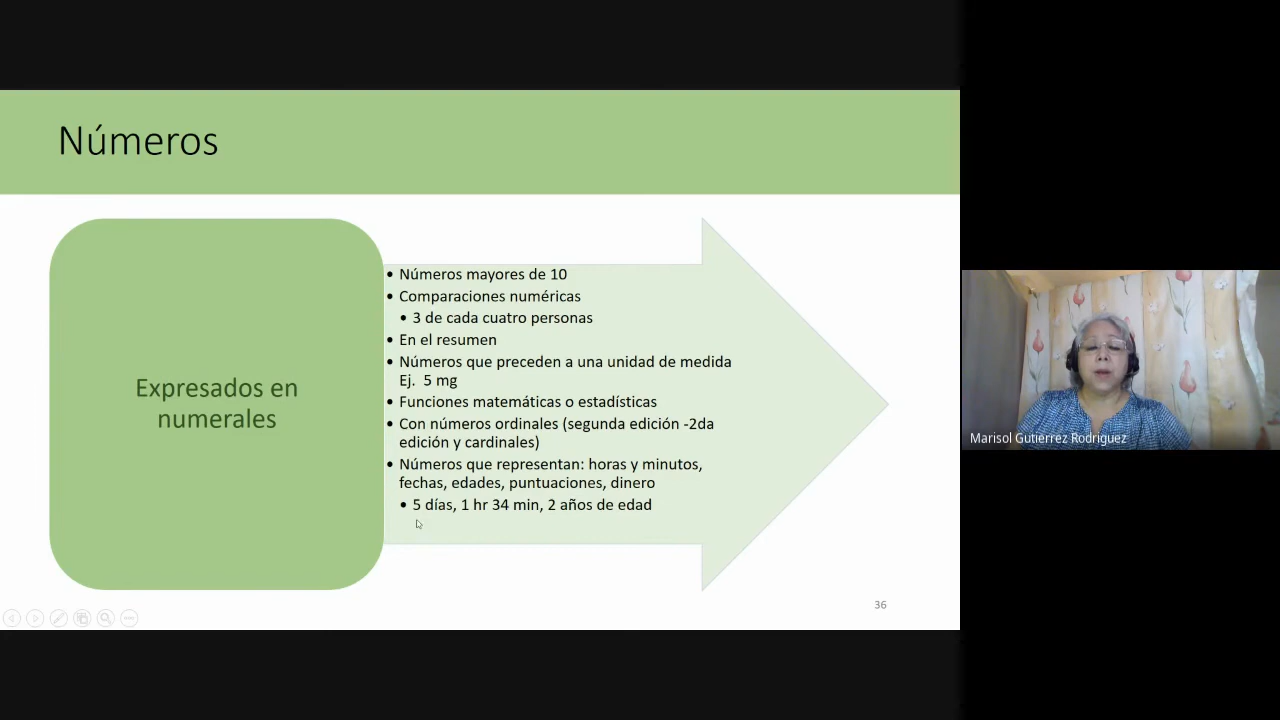 Números
Expresados en
numerales
• Números mayores de 10
• Comparaciones numéricas
• 3 de cada cuatro personas
• En el resumen
• Números que preceden a una unidad de medida
Ej. 5 mg
• Funciones matemáticas o estadísticas
• Con números ordinales (segunda edición -2da
edición y cardinales)
• Números que representan: horas y minutos,
fechas, edades, puntuaciones, dinero
• 5 días, 1 hr 34 min, 2 años de edad
36
Marisol Gutiérrez Rodríguez